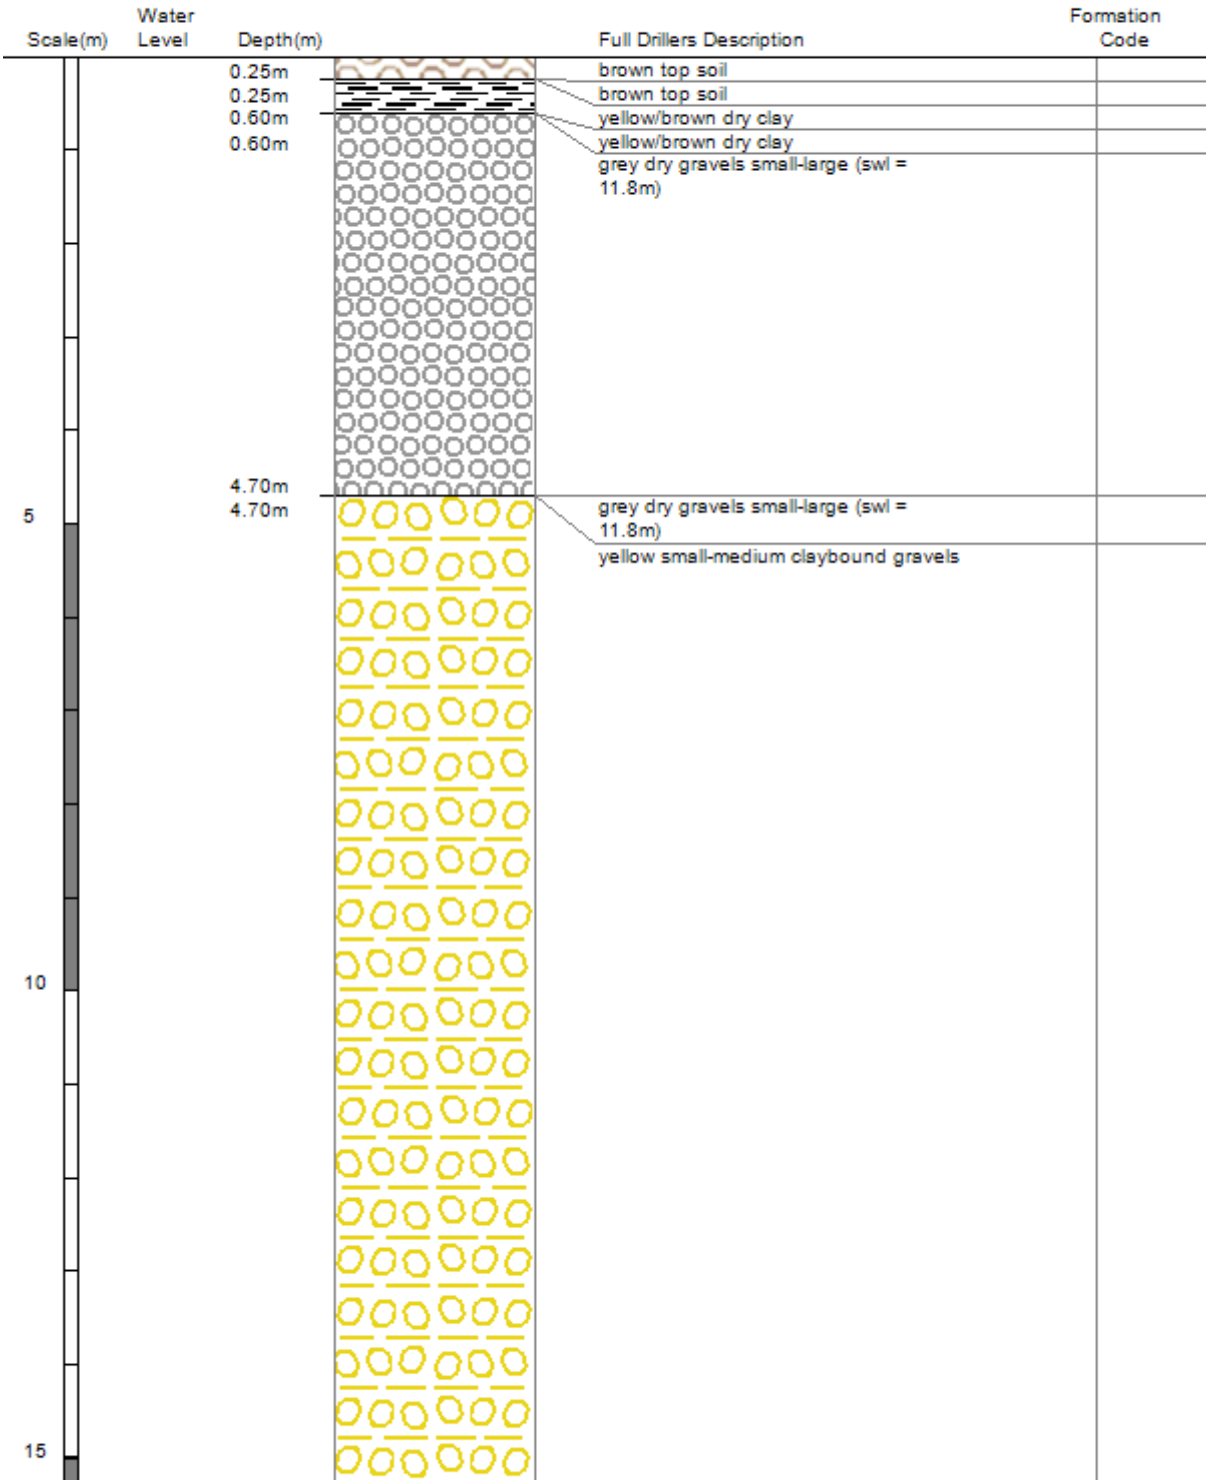 Water
Formation
Scale(m) Level Depth(m) Full Drillers Description Code
0.25m brown top soil
0.25m brown top soil
0.60m yellow/brown dry clay
0.60m yellow/brown dry clay
grey dry gravels small-large (swl =
11.8m)
4.70m
5 4.70m grey dry gravels small-large (swl =
11.8m)
yellow small-medium claybound gravels
10
15